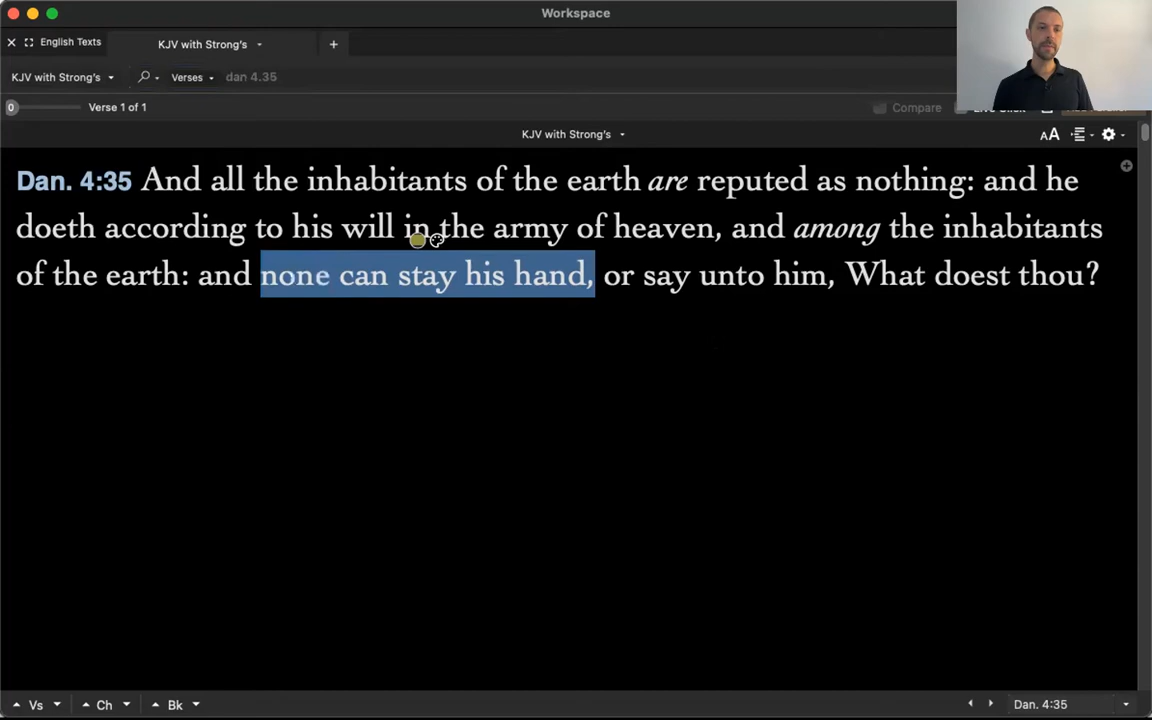 Workspace
English Texts
KJV with Strong's
+
KJV with Strong's
Verses
dan 4.35
0
Verse 1 of 1
Compare
KJV with Strong's
AA
Dan. 4:35 And all the inhabitants of the earth are reputed as nothing: and he
doeth according to his will in the army of heaven, and among the inhabitants
of the earth: and none can stay his hand, or say unto him, What doest thou?
Vs
Ch
Bk
Dan. 4:35